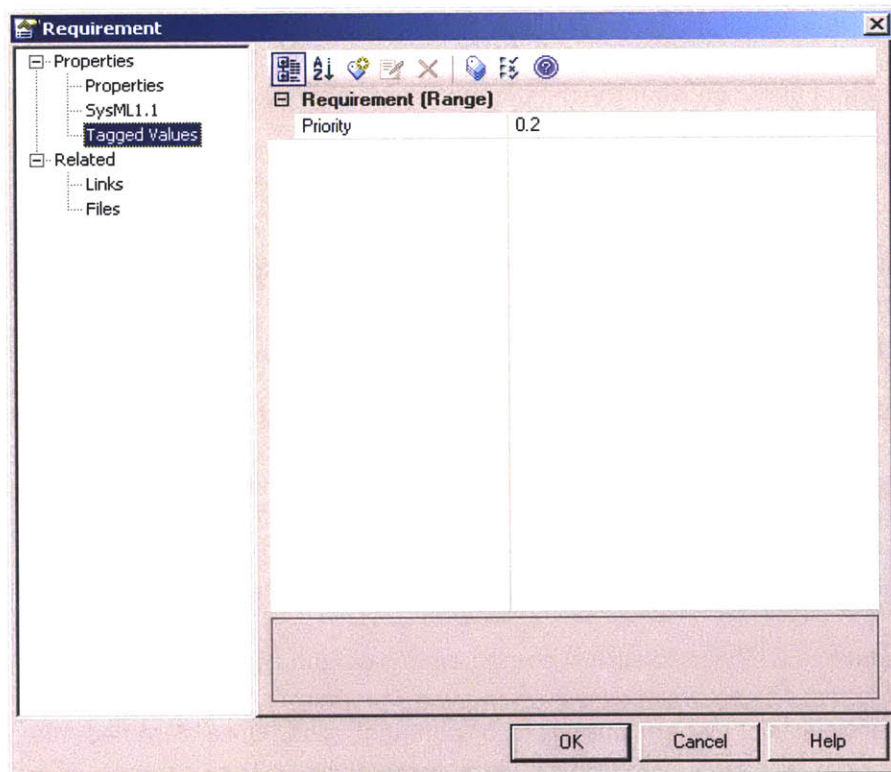 Requirement
Properties
Properties
SysML1.1
Tagged Values
Related
Links
Files
Requirement (Range)
Priority 0.2
OK Cancel Help